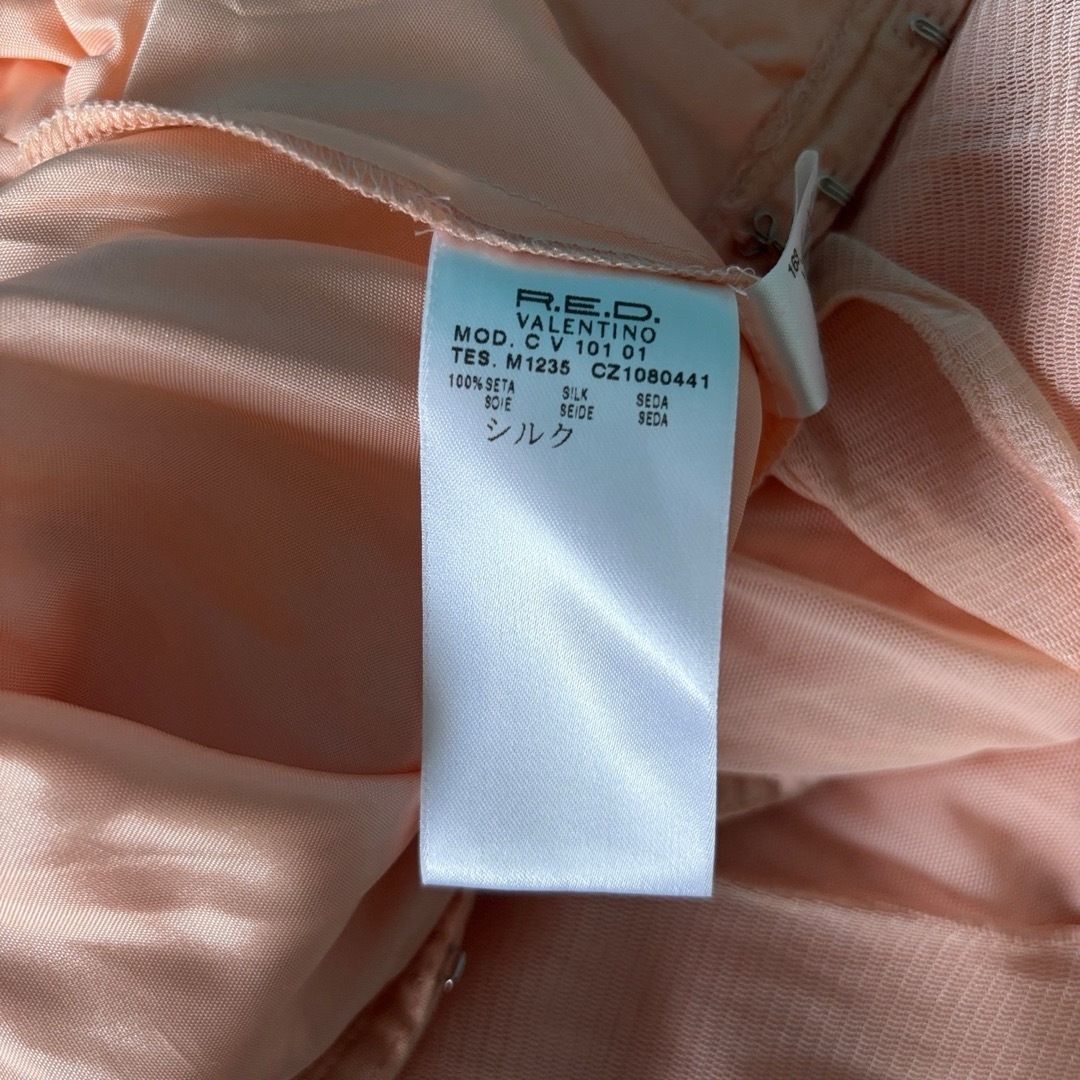 R.E.D.
VALENTINO
MOD. C V 101 01
TES. M1235 CZ1080441
100%SETA SILK SEDA
SOIE SEIDE SEDA
シルク